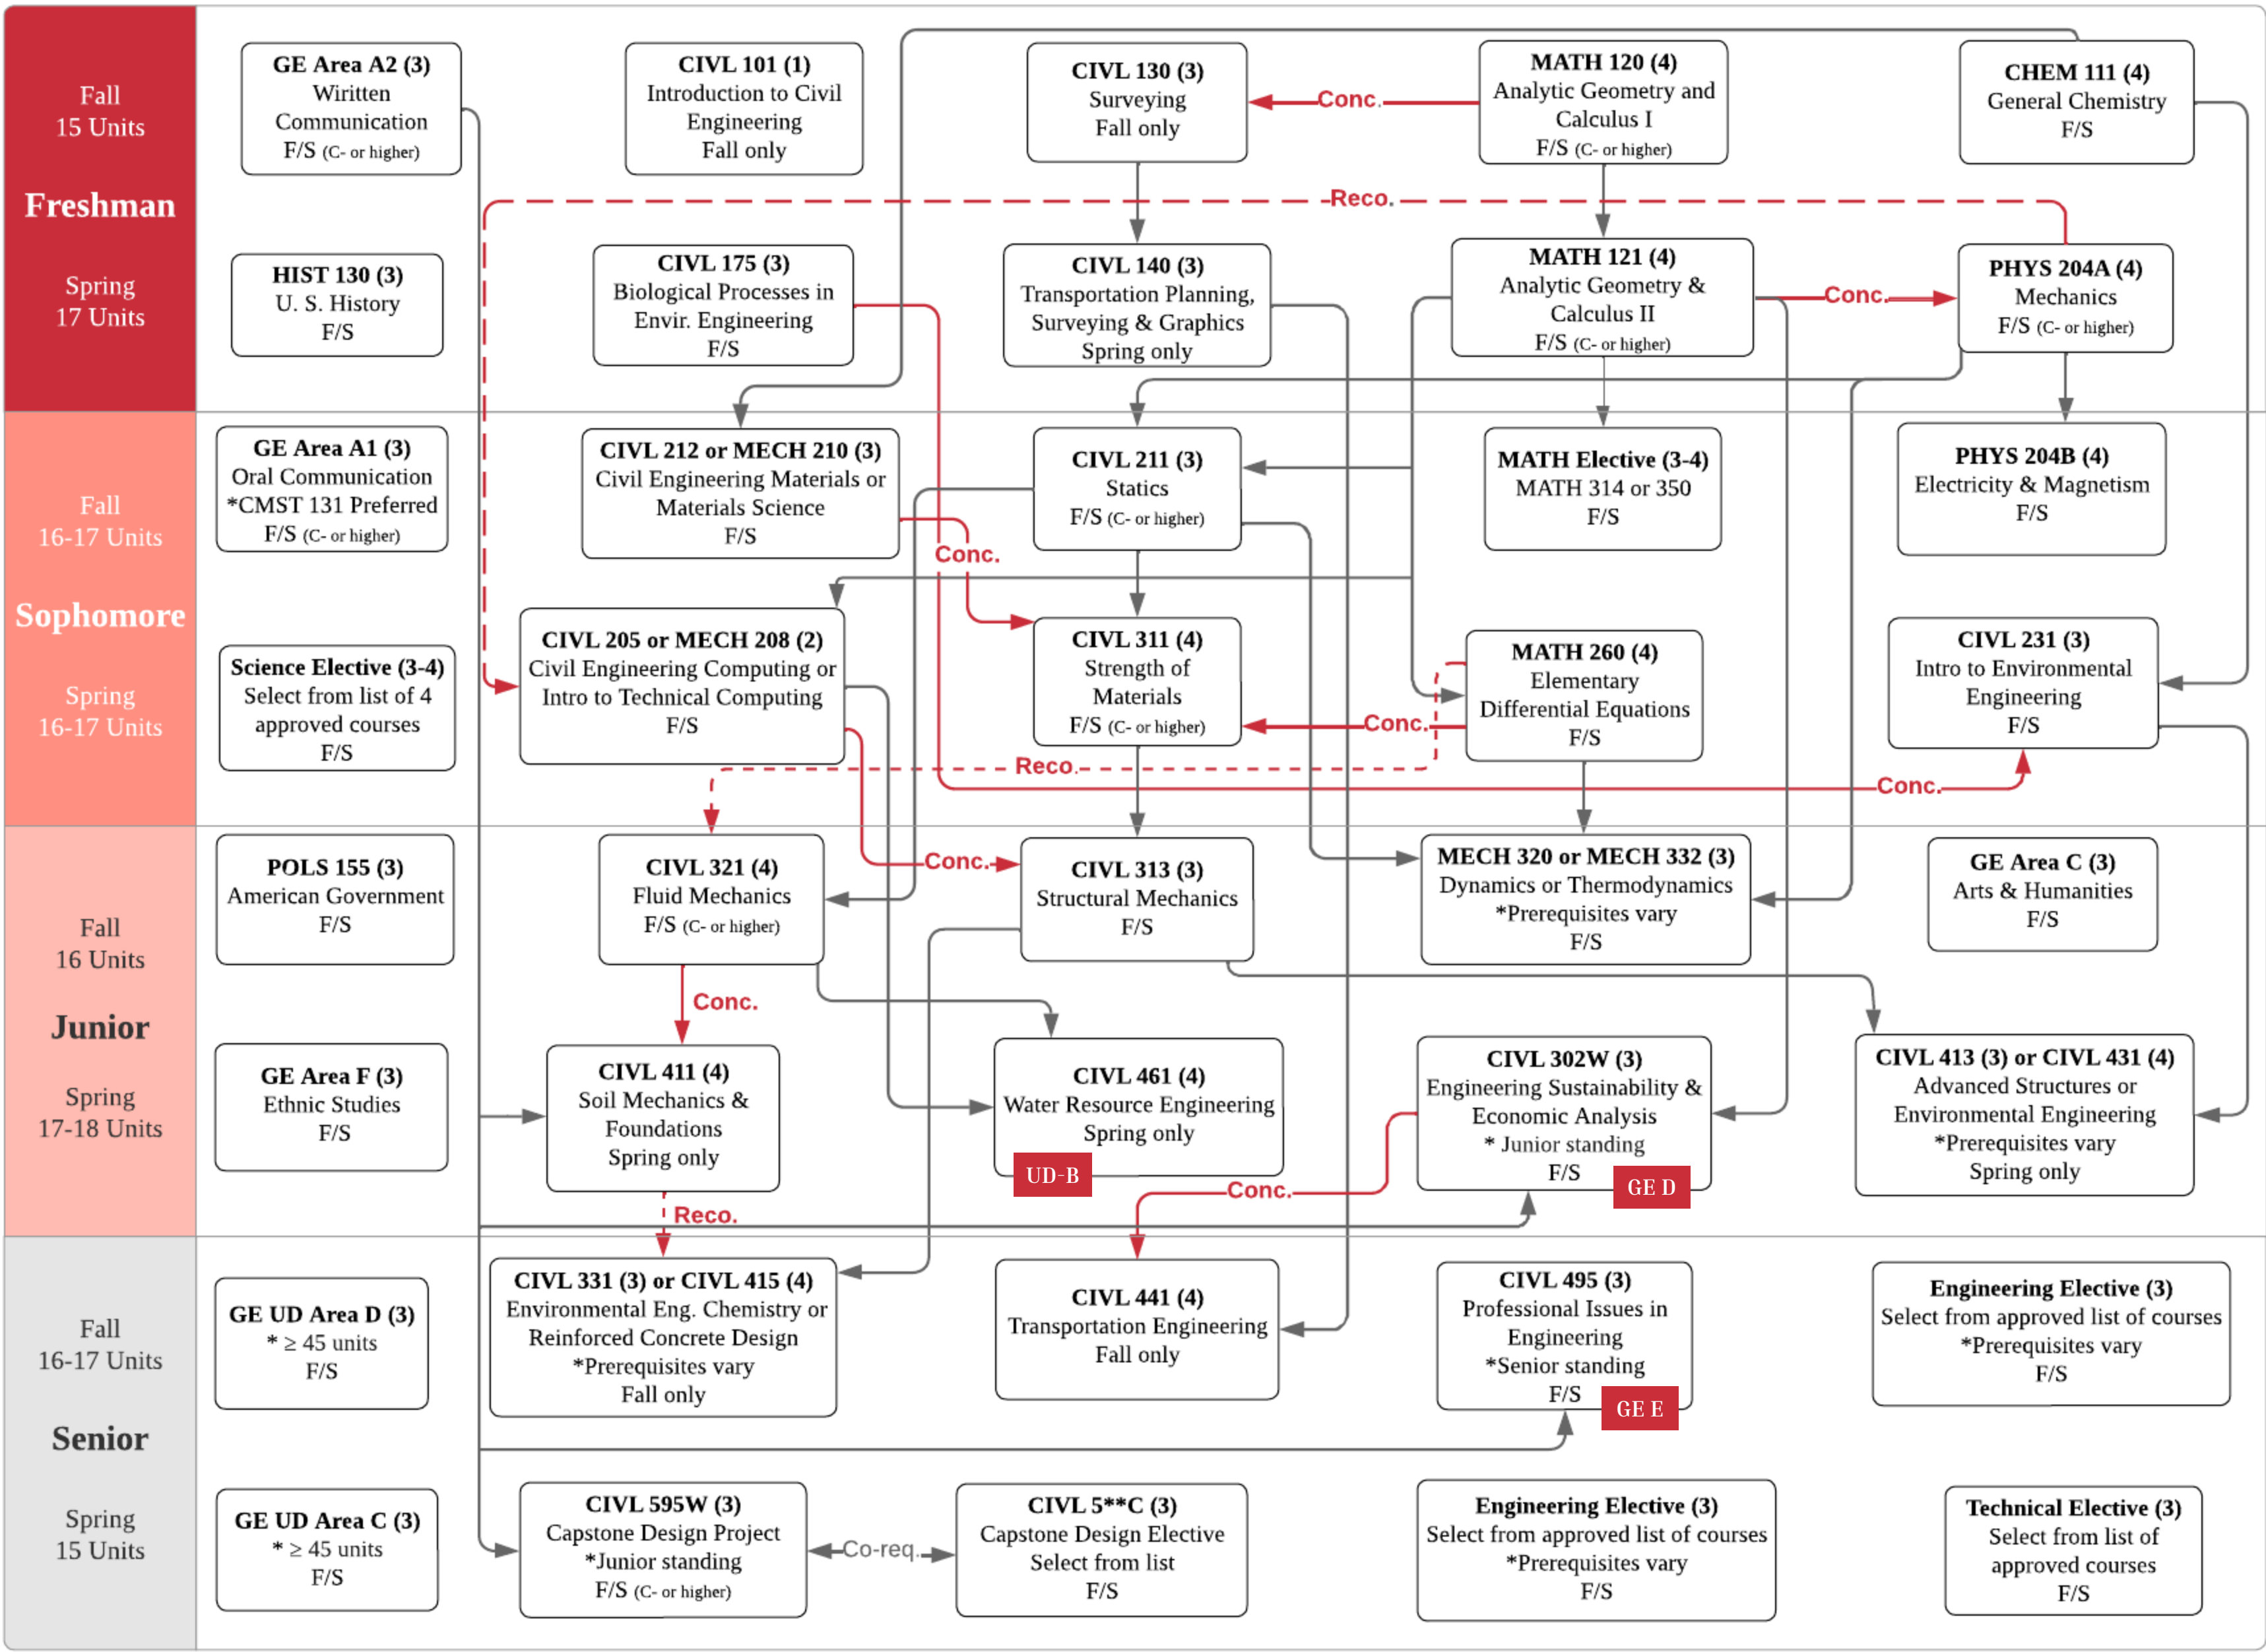 Fall
15 Units
Freshman
Spring
17 Units
GE Area A2 (3)
Wiritten
Communication
F/S (C- or higher)
CIVL 101 (1)
Introduction to Civil
Engineering
Fall only
CIVL 130 (3)
Surveying
Fall only
Conc.
MATH 120 (4)
Analytic Geometry and
Calculus I
F/S (C- or higher)
CHEM 111 (4)
General Chemistry
F/S
Reco.
HIST 130 (3)
U. S. History
F/S
CIVL 175 (3)
Biological Processes in
Envir. Engineering
F/S
CIVL 140 (3)
Transportation Planning,
Surveying & Graphics
Spring only
MATH 121 (4)
Analytic Geometry &
Calculus II
F/S (C- or higher)
Conc.
PHYS 204A (4)
Mechanics
F/S (C- or higher)
Fall
16-17 Units
Sophomore
Spring
16-17 Units
GE Area A1 (3)
Oral Communication
*CMST 131 Preferred
F/S (C- or higher)
CIVL 212 or MECH 210 (3)
Civil Engineering Materials or
Materials Science
F/S
Conc.
CIVL 211 (3)
Statics
F/S (C- or higher)
MATH Elective (3-4)
MATH 314 or 350
F/S
PHYS 204B (4)
Electricity & Magnetism
F/S
Science Elective (3-4)
Select from list of 4
approved courses
F/S
CIVL 205 or MECH 208 (2)
Civil Engineering Computing or
Intro to Technical Computing
F/S
CIVL 311 (4)
Strength of
Materials
F/S (C- or higher)
Conc.
MATH 260 (4)
Elementary
Differential Equations
F/S
CIVL 231 (3)
Intro to Environmental
Engineering
F/S
Reco.
Conc.
Fall
16 Units
Junior
Spring
17-18 Units
POLS 155 (3)
American Government
F/S
CIVL 321 (4)
Fluid Mechanics
F/S (C- or higher)
Conc.
CIVL 313 (3)
Structural Mechanics
F/S
MECH 320 or MECH 332 (3)
Dynamics or Thermodynamics
*Prerequisites vary
F/S
GE Area C (3)
Arts & Humanities
F/S
Conc.
GE Area F (3)
Ethnic Studies
F/S
CIVL 411 (4)
Soil Mechanics &
Foundations
Spring only
CIVL 461 (4)
Water Resource Engineering
Spring only
UD-B
CIVL 302W (3)
Engineering Sustainability &
Economic Analysis
* Junior standing
F/S
GE D
CIVL 413 (3) or CIVL 431 (4)
Advanced Structures or
Environmental Engineering
*Prerequisites vary
Spring only
Conc.
Reco.
Fall
16-17 Units
Senior
Spring
15 Units
GE UD Area D (3)
* ≥ 45 units
F/S
CIVL 331 (3) or CIVL 415 (4)
Environmental Eng. Chemistry or
Reinforced Concrete Design
*Prerequisites vary
Fall only
CIVL 441 (4)
Transportation Engineering
Fall only
CIVL 495 (3)
Professional Issues in
Engineering
*Senior standing
F/S
GE E
Engineering Elective (3)
Select from approved list of courses
*Prerequisites vary
F/S
GE UD Area C (3)
* ≥ 45 units
F/S
CIVL 595W (3)
Capstone Design Project
*Junior standing
F/S (C- or higher)
Co-req.
CIVL 5**C (3)
Capstone Design Elective
Select from list
F/S
Engineering Elective (3)
Select from approved list of courses
*Prerequisites vary
F/S
Technical Elective (3)
Select from list of
approved courses
F/S